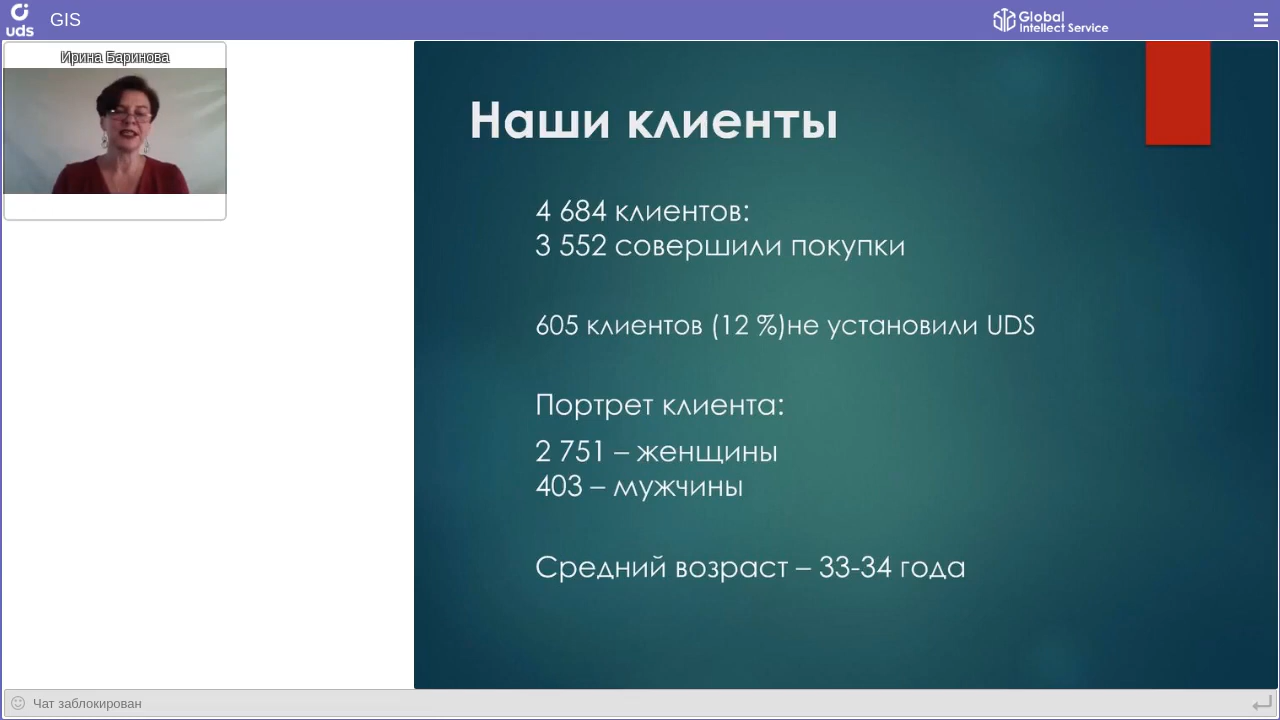 uds
GIS
Global
Intellect Service
Ирина Баринова
Наши клиенты
4 684 клиентов:
3 552 совершили покупки
605 клиентов (12 %)не установили UDS
Портрет клиента:
2 751 – женщины
403 – мужчины
Средний возраст – 33-34 года
Чат заблокирован